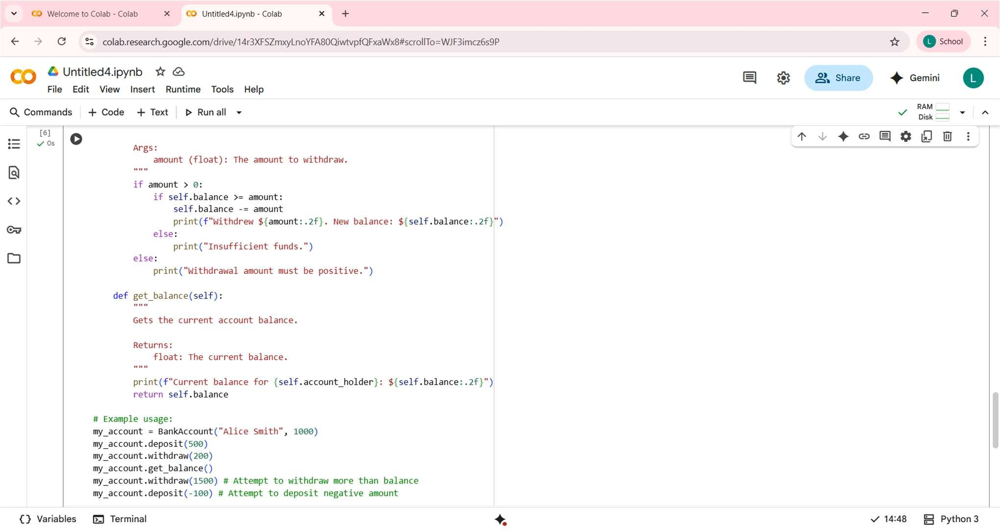 Welcome to Colab - Colab
Untitled4.ipynb - Colab
colab.research.google.com/drive/14r3XFSZmxyLnoYFA80QiwtvpfQFxaWx8#scrollTo=WJF3imcz6s9P
L School
Untitled4.ipynb
File Edit View Insert Runtime Tools Help
Share
Gemini
L
Commands + Code + Text Run all
RAM
Disk
[6]
0s
Args:
amount (float): The amount to withdraw.
"""
if amount > 0:
if self.balance >= amount:
self.balance -= amount
print(f"Withdrew ${amount:.2f}. New balance: ${self.balance:.2f}")
else:
print("Insufficient funds.")
else:
print("Withdrawal amount must be positive.")
def get_balance(self):
"""
Gets the current account balance.
Returns:
float: The current balance.
"""
print(f"Current balance for {self.account_holder}: ${self.balance:.2f}")
return self.balance
# Example usage:
my_account = BankAccount("Alice Smith", 1000)
my_account.deposit(500)
my_account.withdraw(200)
my_account.get_balance()
my_account.withdraw(1500) # Attempt to withdraw more than balance
my_account.deposit(-100) # Attempt to deposit negative amount
{} Variables Terminal
14:48 Python 3